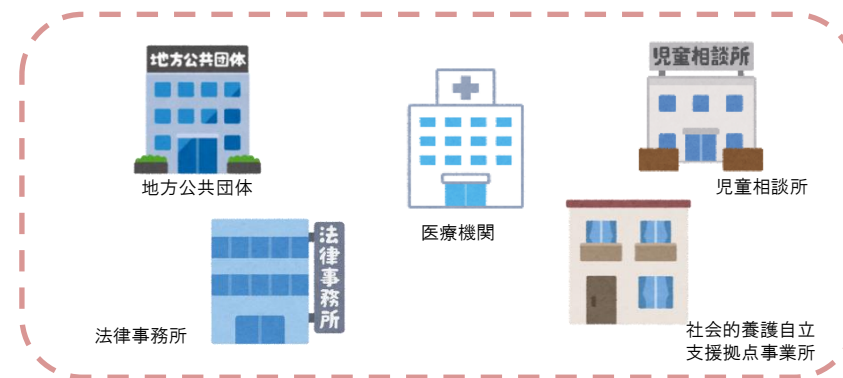 地方公共団体
地方公共団体
医療機関
児童相談所
児童相談所
法律事務所
法律事務所
社会的養護自立
支援拠点事業所